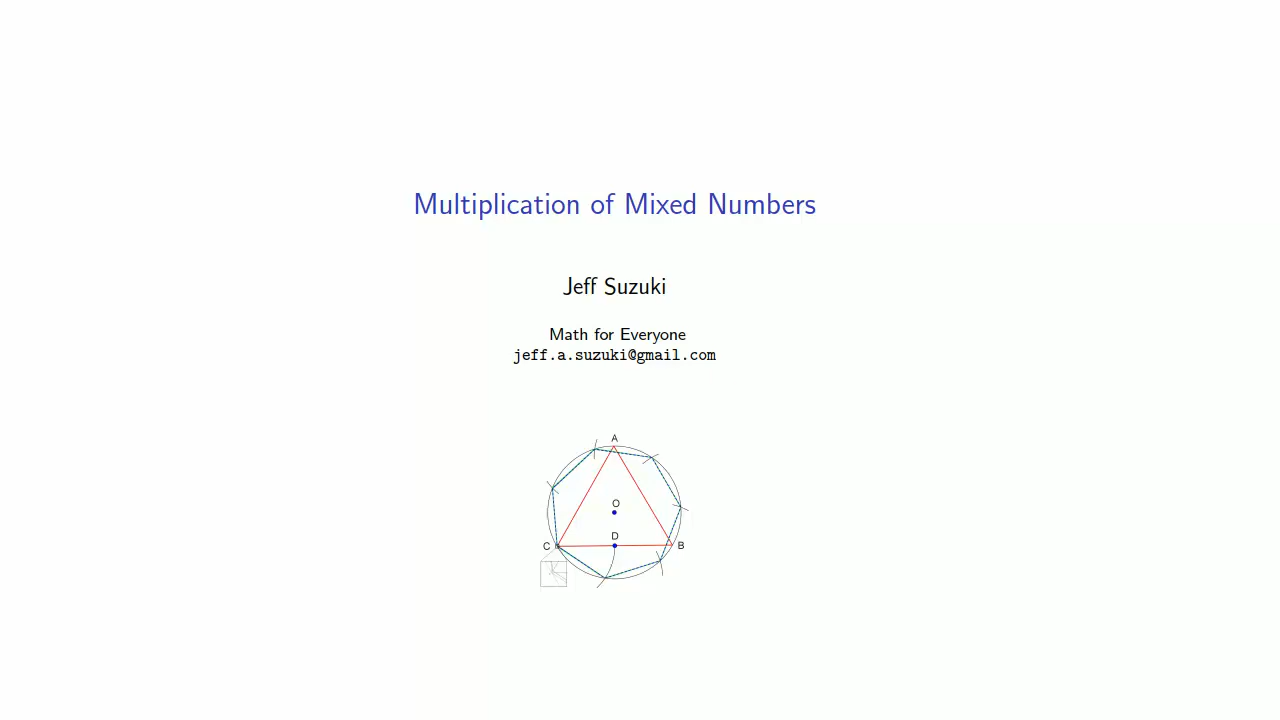 Multiplication of Mixed Numbers
Jeff Suzuki
Math for Everyone
jeff.a.suzuki@gmail.com
A
O
D
C
B